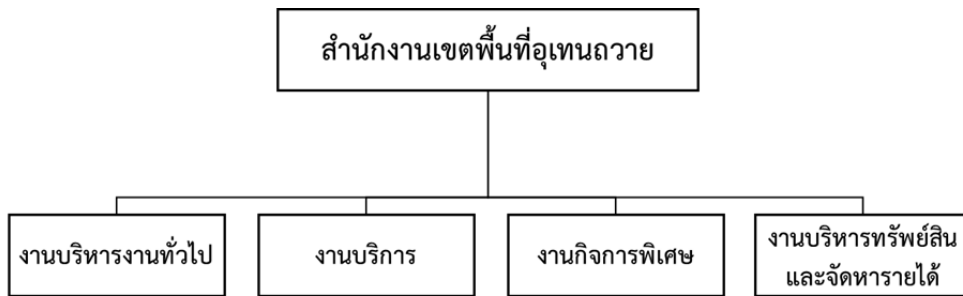 สำนักงานเขตพื้นที่อุเทนถวาย
งานบริหารงานทั่วไป
งานบริการ
งานกิจการพิเศษ
งานบริหารทรัพย์สิน
และจัดหารายได้